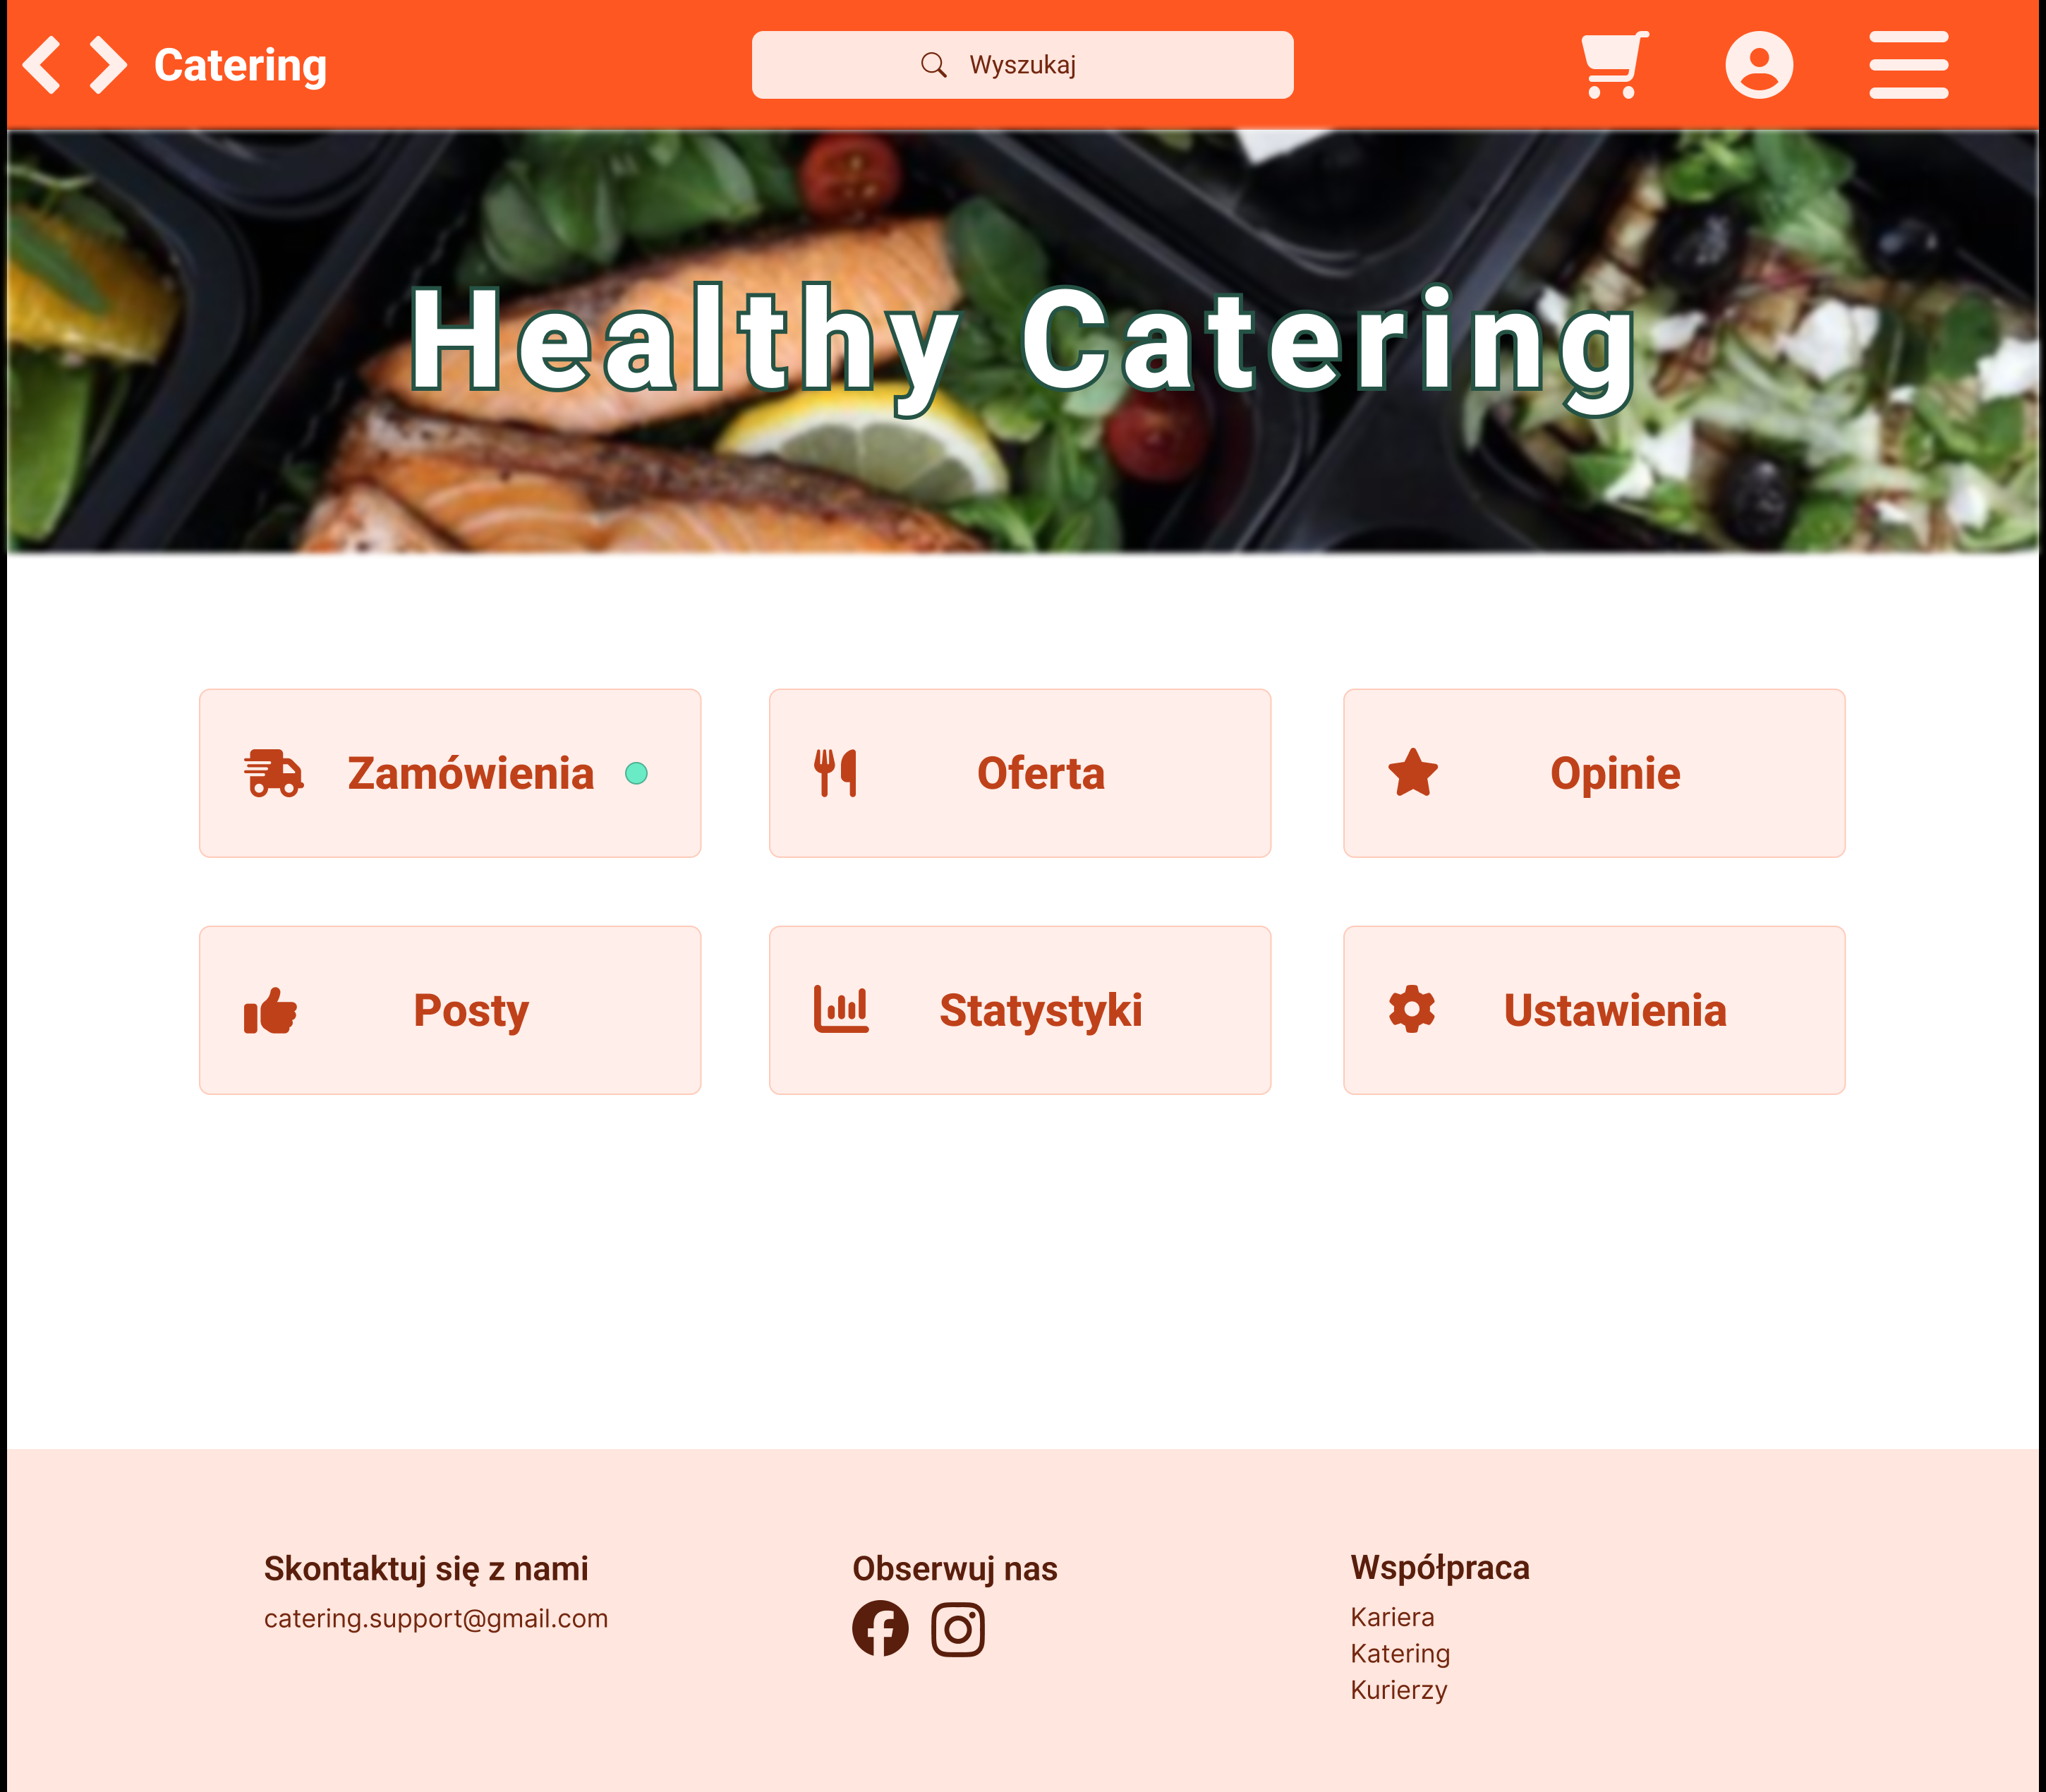 Catering
Wyszukaj
Healthy Catering
Zamówienia
Oferta
Opinie
Posty
Statystyki
Ustawienia
Skontaktuj się z nami
catering.support@gmail.com
Obserwuj nas
Współpraca
Kariera
Katering
Kurierzy